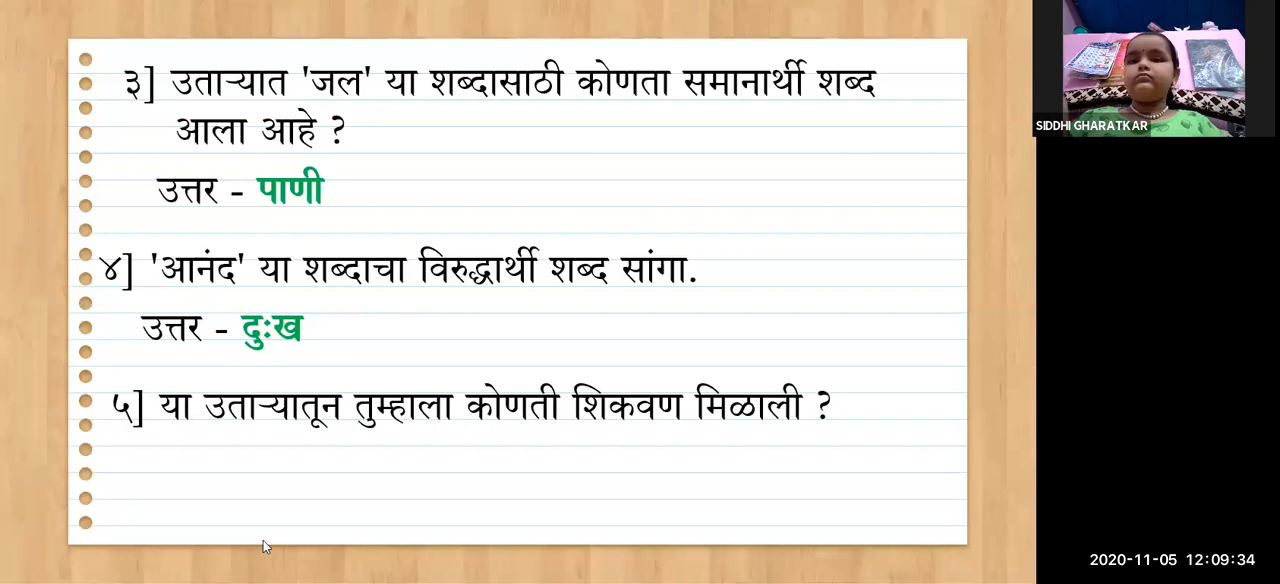 ३] उताऱ्यात 'जल' या शब्दासाठी कोणता समानार्थी शब्द
आला आहे ?
उत्तर - पाणी
४] 'आनंद' या शब्दाचा विरुद्धार्थी शब्द सांगा.
उत्तर - दुःख
५] या उताऱ्यातून तुम्हाला कोणती शिकवण मिळाली ?
SIDDHI GHARATKAR
2020-11-05 12:09:34